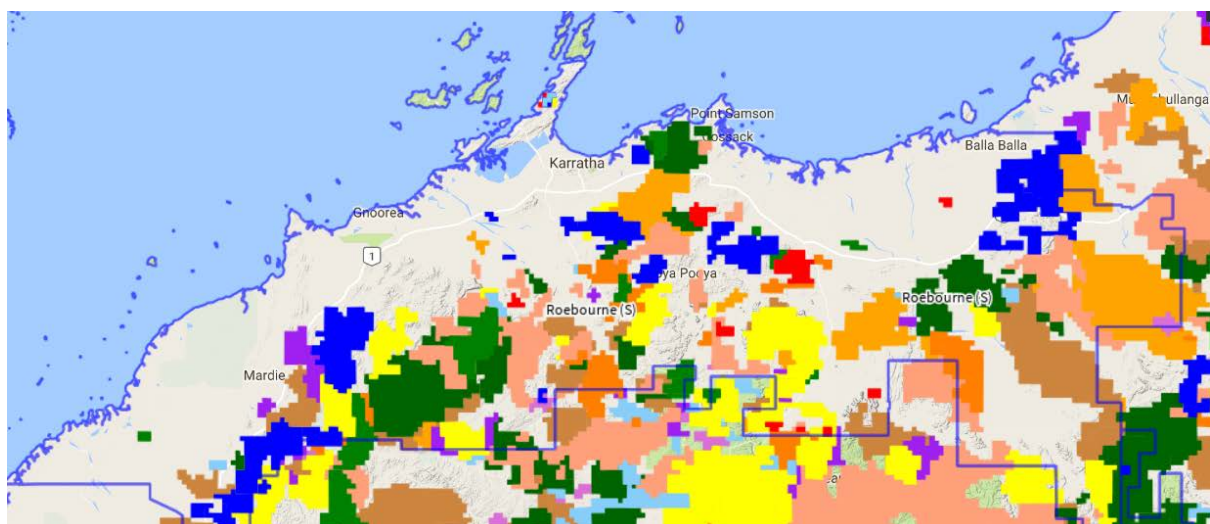 Point Samson
Cossack
Balla Balla
Karratha
Gnoorea
1
Roebourne (S)
Roebourne (S)
Mardie